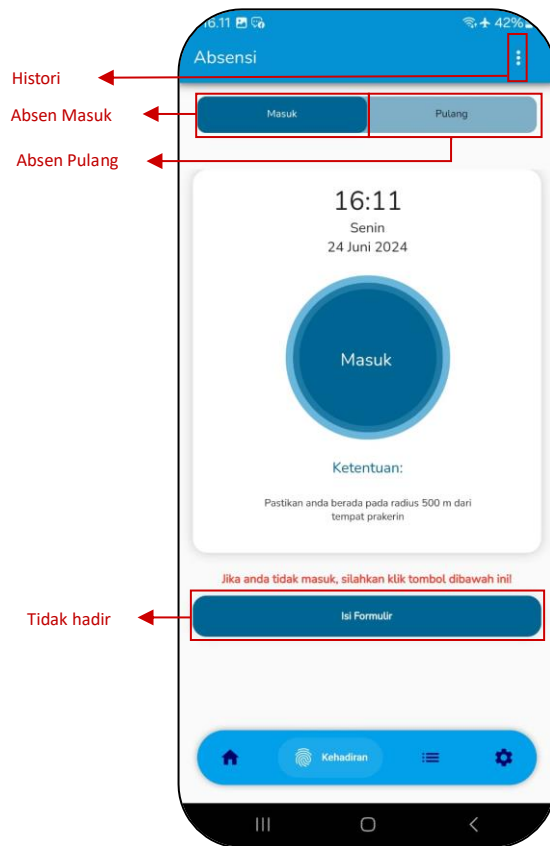 16.11
42%
Absensi
Histori
Absen Masuk
Masuk
Pulang
Absen Pulang
16:11
Senin
24 Juni 2024
Masuk
Ketentuan:
Pastikan anda berada pada radius 500 m dari
tempat prakerin
Jika anda tidak masuk, silahkan klik tombol dibawah ini!
Tidak hadir
Isi Formulir
Kehadiran